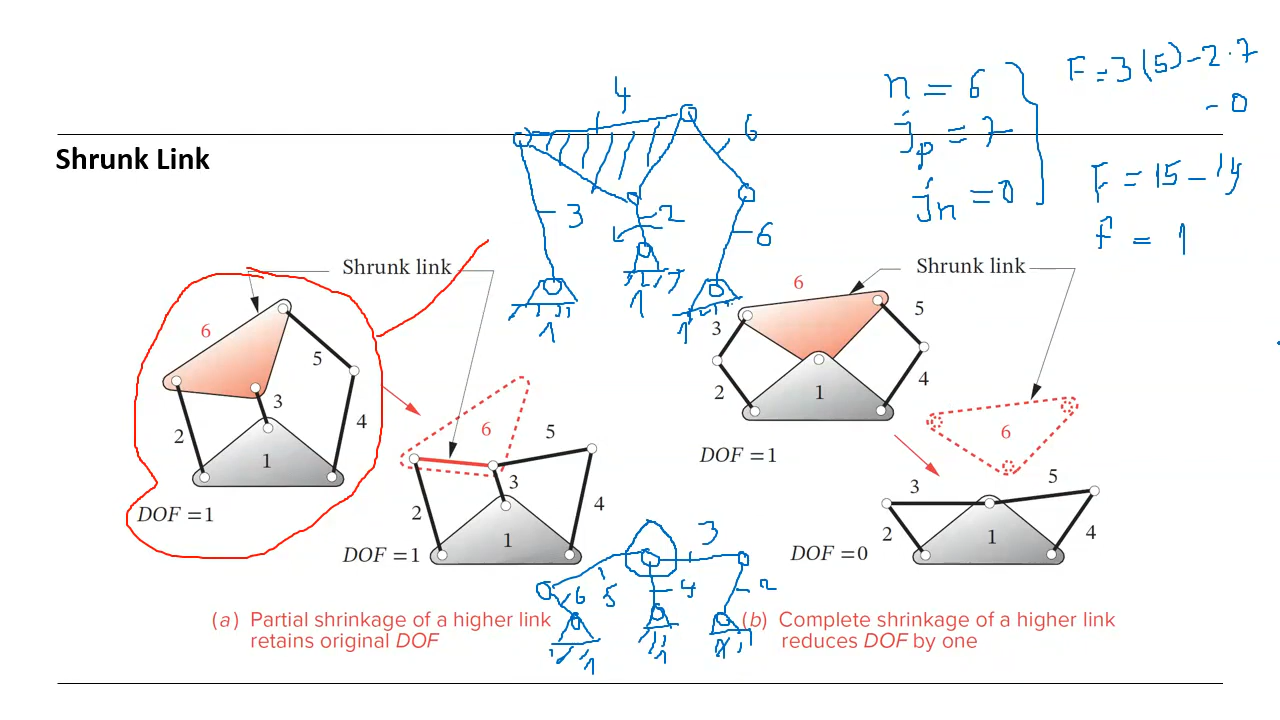 n = 6
jp = 7
jn = 0
F = 3(5) - 2·7
- 0
F = 15 - 14
f = 1
4
6
3
2
6
1
1
1
Shrunk Link
Shrunk link
6
5
3
2
4
1
DOF = 1
6
5
3
2
4
1
DOF = 1
Shrunk link
6
3
5
2
4
1
DOF = 1
6
3
5
2
4
1
DOF = 0
3
6
5
4
2
1
1
1
(a) Partial shrinkage of a higher link
retains original DOF
(b) Complete shrinkage of a higher link
reduces DOF by one